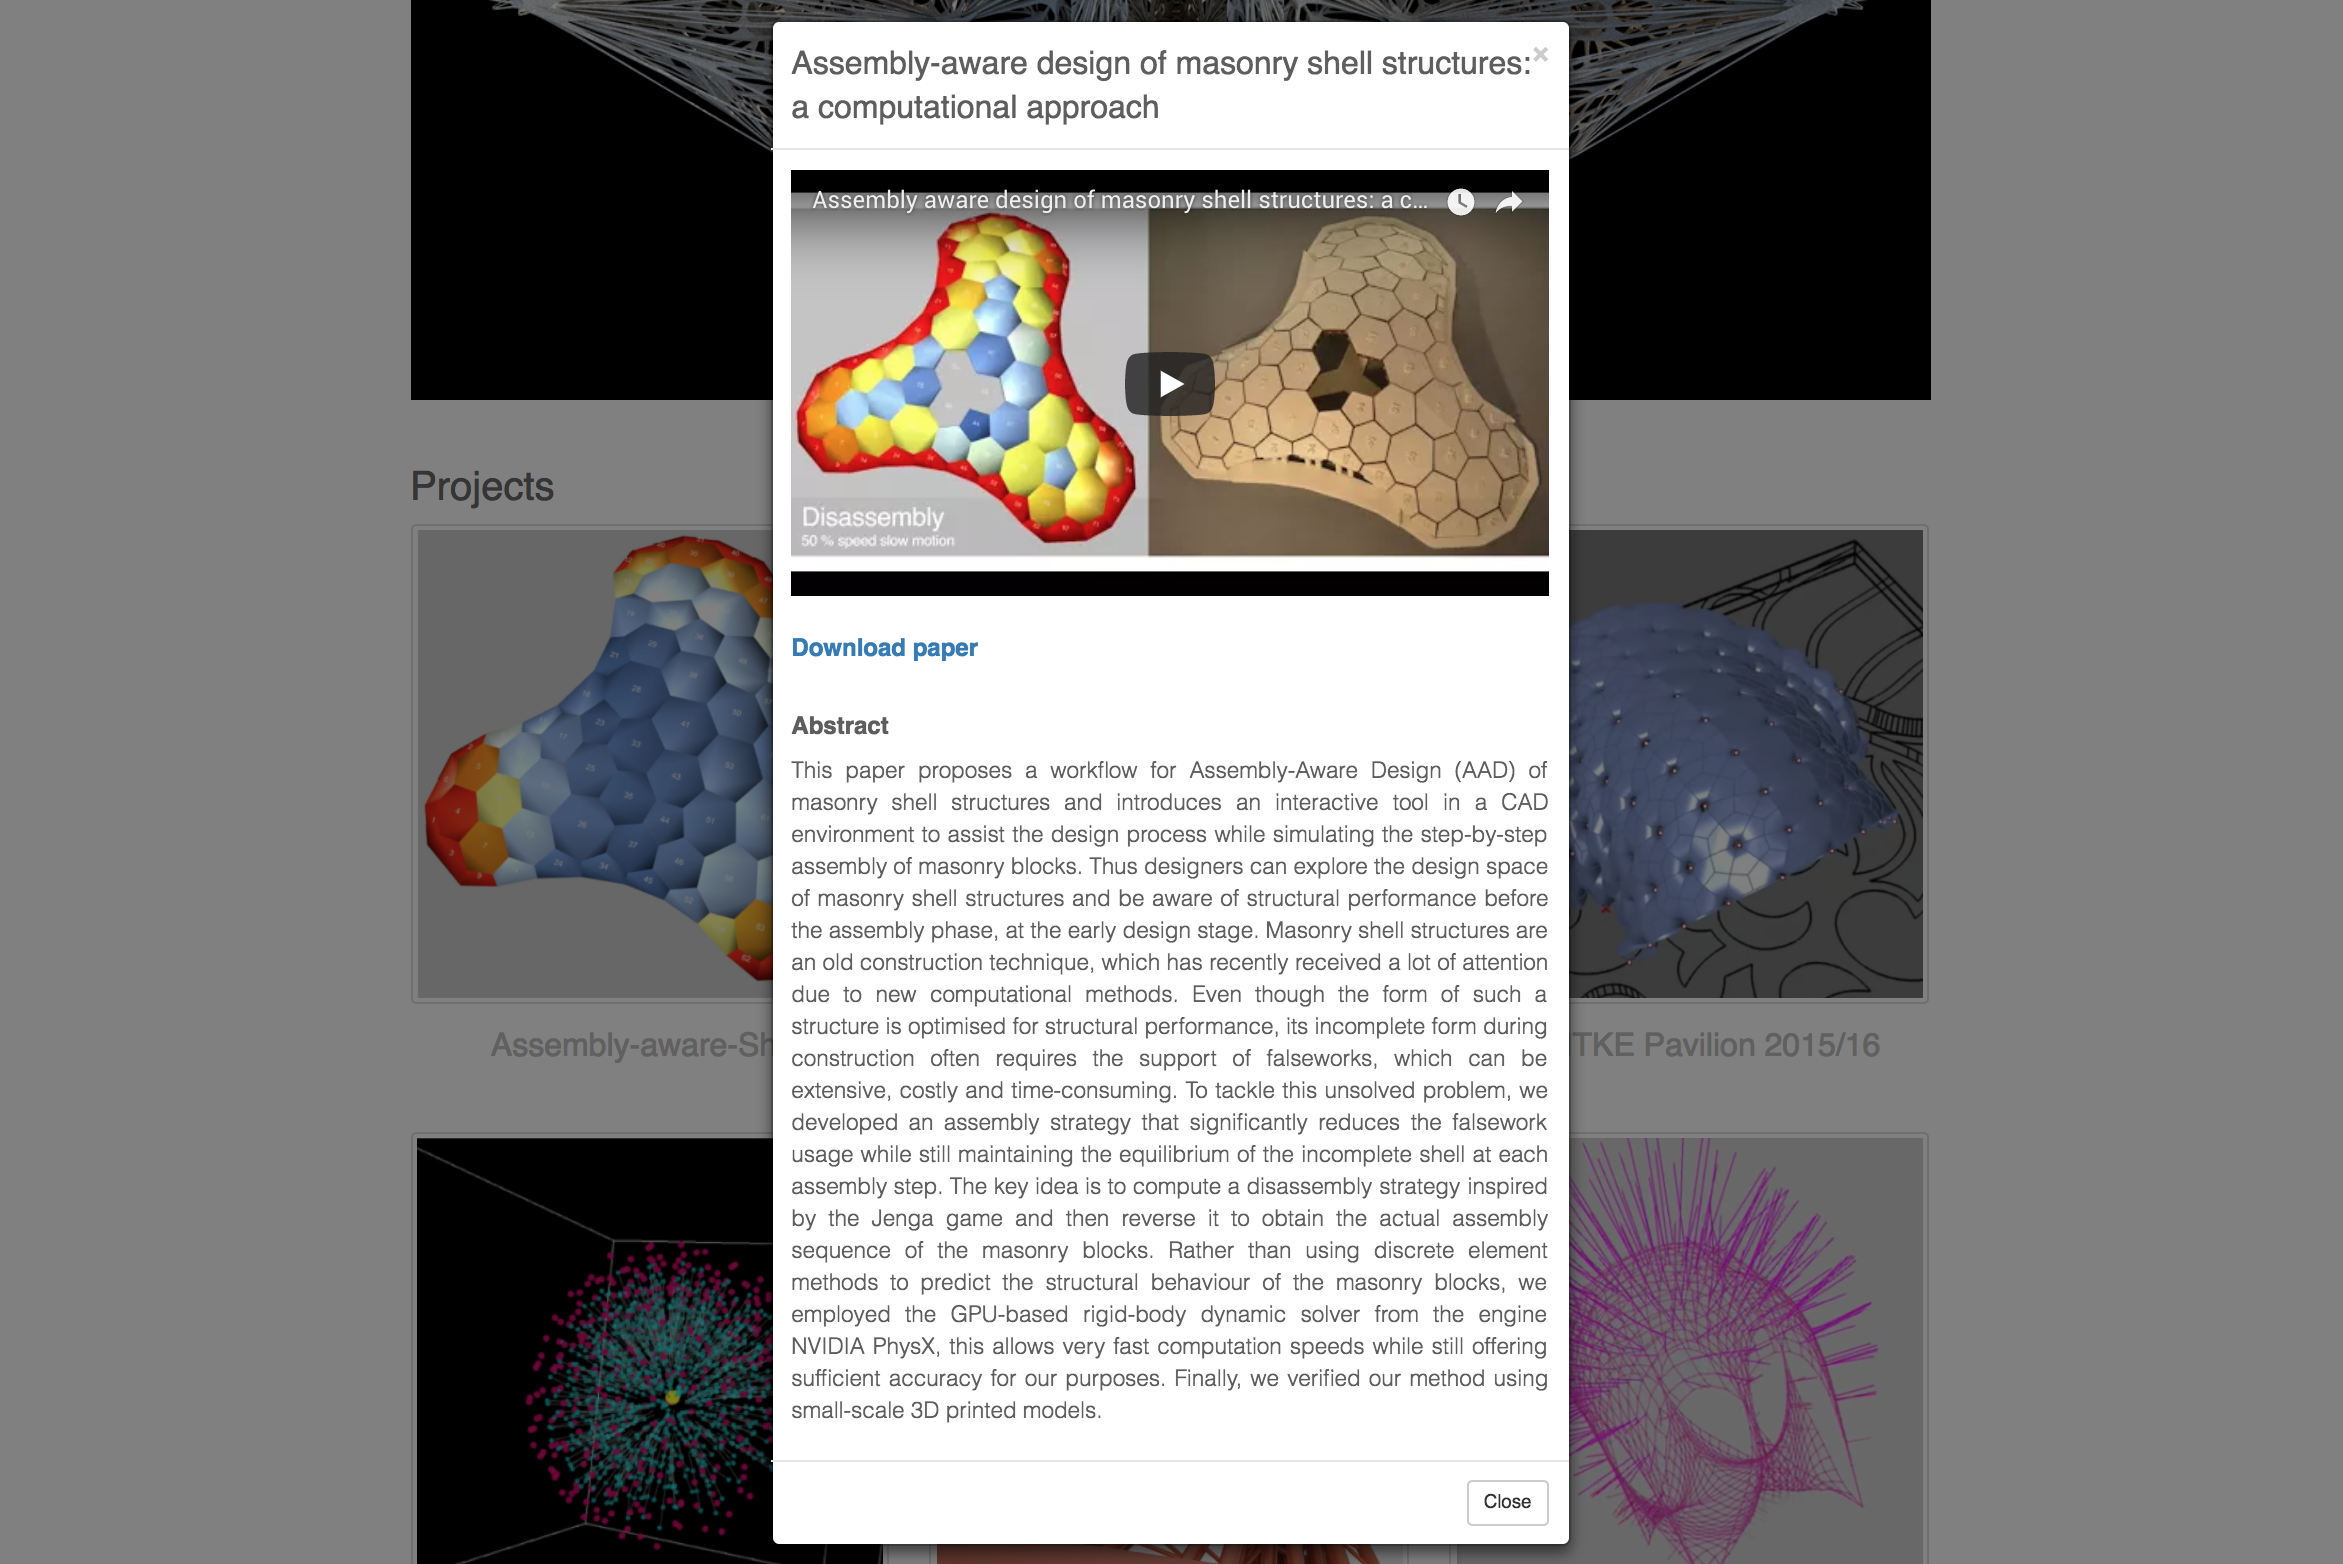 Assembly-aware design of masonry shell structures:
a computational approach
×
Assembly aware design of masonry shell structures: a c...
Disassembly
50 % speed slow motion
Download paper
Abstract
This paper proposes a workflow for Assembly-Aware Design (AAD) of
masonry shell structures and introduces an interactive tool in a CAD
environment to assist the design process while simulating the step-by-step
assembly of masonry blocks. Thus designers can explore the design space
of masonry shell structures and be aware of structural performance before
the assembly phase, at the early design stage. Masonry shell structures are
an old construction technique, which has recently received a lot of attention
due to new computational methods. Even though the form of such a
structure is optimised for structural performance, its incomplete form during
construction often requires the support of falseworks, which can be
extensive, costly and time-consuming. To tackle this unsolved problem, we
developed an assembly strategy that significantly reduces the falsework
usage while still maintaining the equilibrium of the incomplete shell at each
assembly step. The key idea is to compute a disassembly strategy inspired
by the Jenga game and then reverse it to obtain the actual assembly
sequence of the masonry blocks. Rather than using discrete element
methods to predict the structural behaviour of the masonry blocks, we
employed the GPU-based rigid-body dynamic solver from the engine
NVIDIA PhysX, this allows very fast computation speeds while still offering
sufficient accuracy for our purposes. Finally, we verified our method using
small-scale 3D printed models.
Close
Projects
Assembly-aware-Sh
TKE Pavilion 2015/16